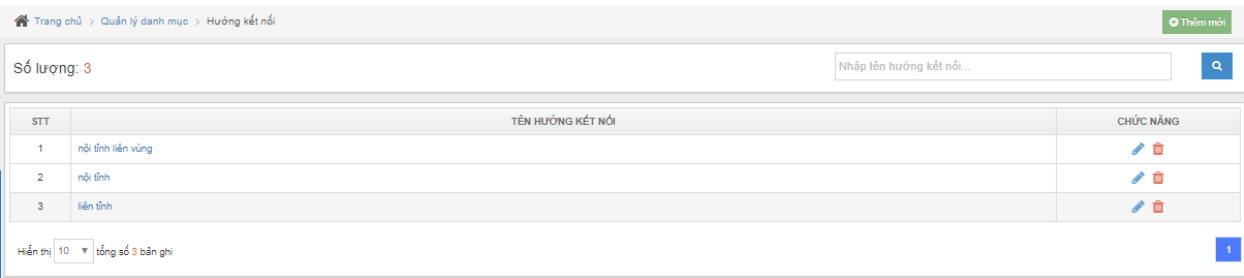 Trang chủ > Quản lý danh mục > Hướng kết nối Thêm mới
Số lượng: 3 Nhập tên hướng kết nối...
STT TÊN HƯỚNG KẾT NỐI CHỨC NĂNG
1 nội tỉnh liên vùng
2 nội tỉnh
3 liên tỉnh
Hiển thị 10 tổng số 3 bản ghi 1